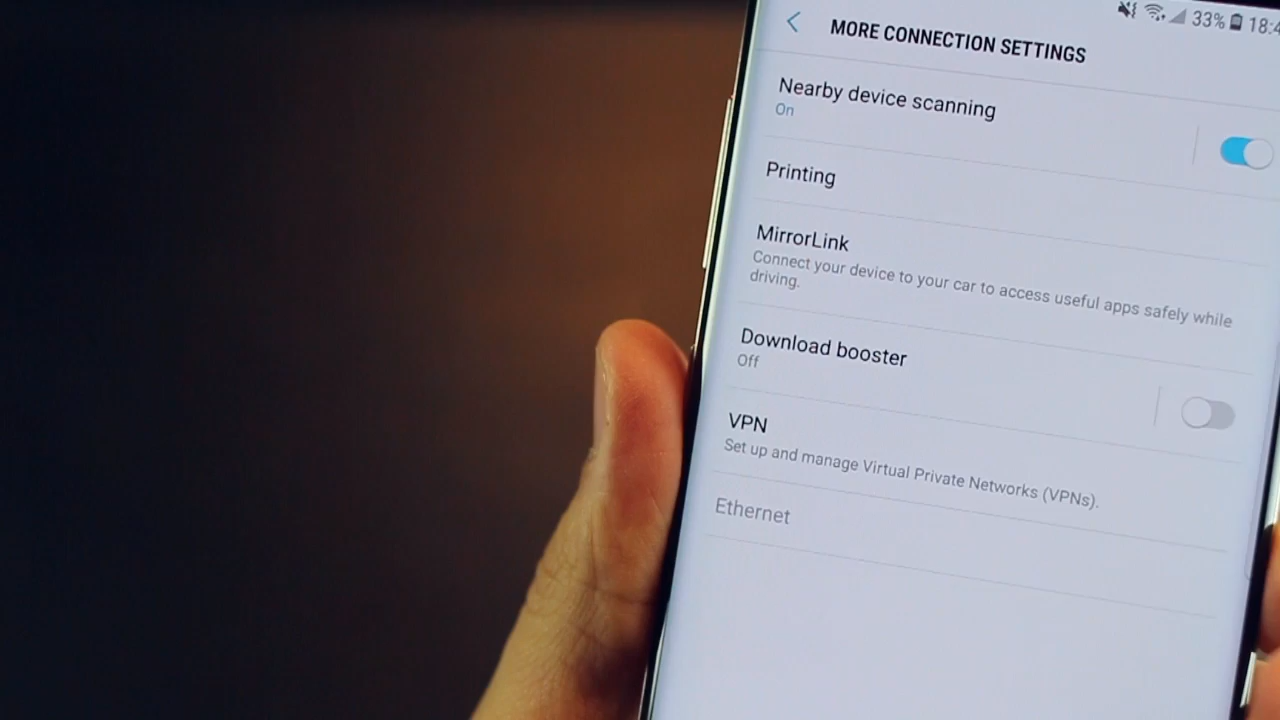 33% 18:4
MORE CONNECTION SETTINGS
Nearby device scanning
On
Printing
MirrorLink
Connect your device to your car to access useful apps safely while
driving.
Download booster
Off
VPN
Set up and manage Virtual Private Networks (VPNs).
Ethernet